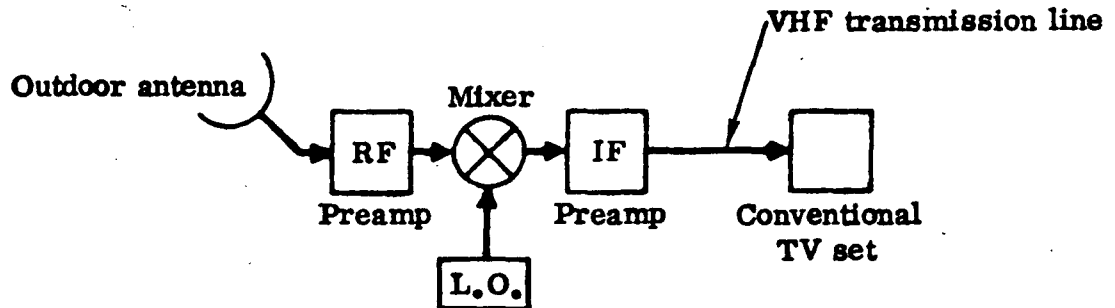 VHF transmission line
Outdoor antenna
Mixer
RF
IF
Preamp
Preamp
Conventional
TV set
L.O.